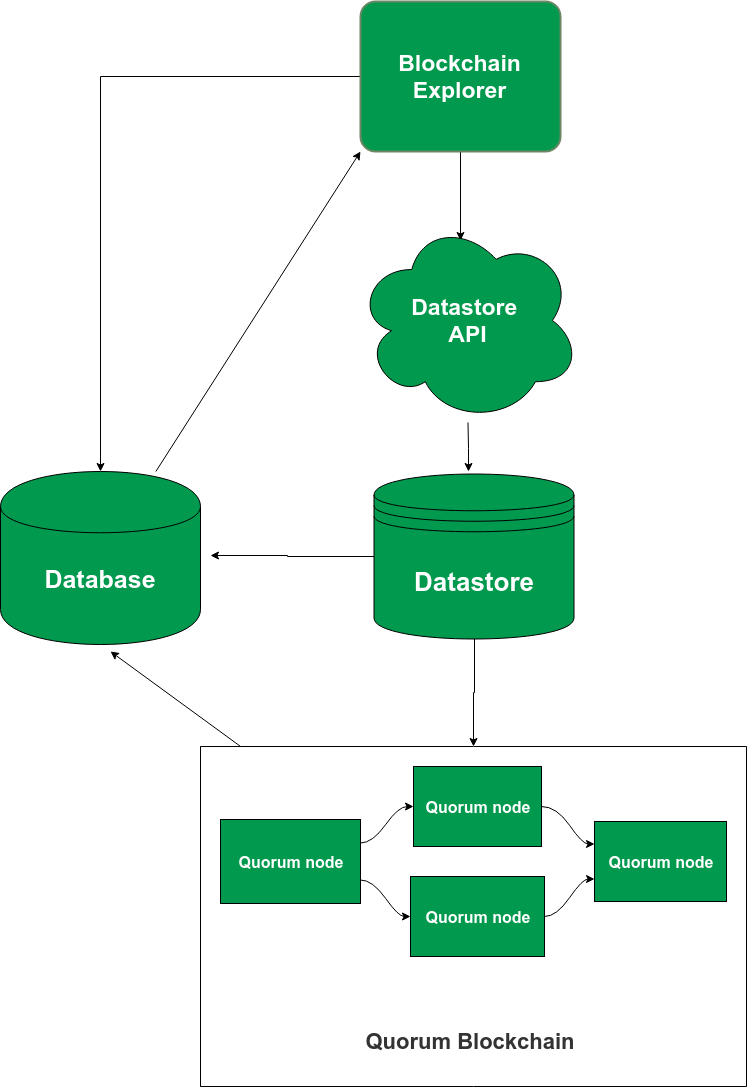 Blockchain
Explorer
Datastore
API
Database
Datastore
Quorum node
Quorum node
Quorum node
Quorum node
Quorum Blockchain